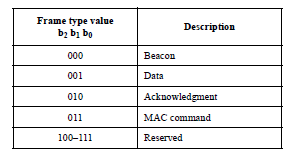 Frame type value Description
b2 b1 b0
000 Beacon
001 Data
010 Acknowledgment
011 MAC command
100–111 Reserved